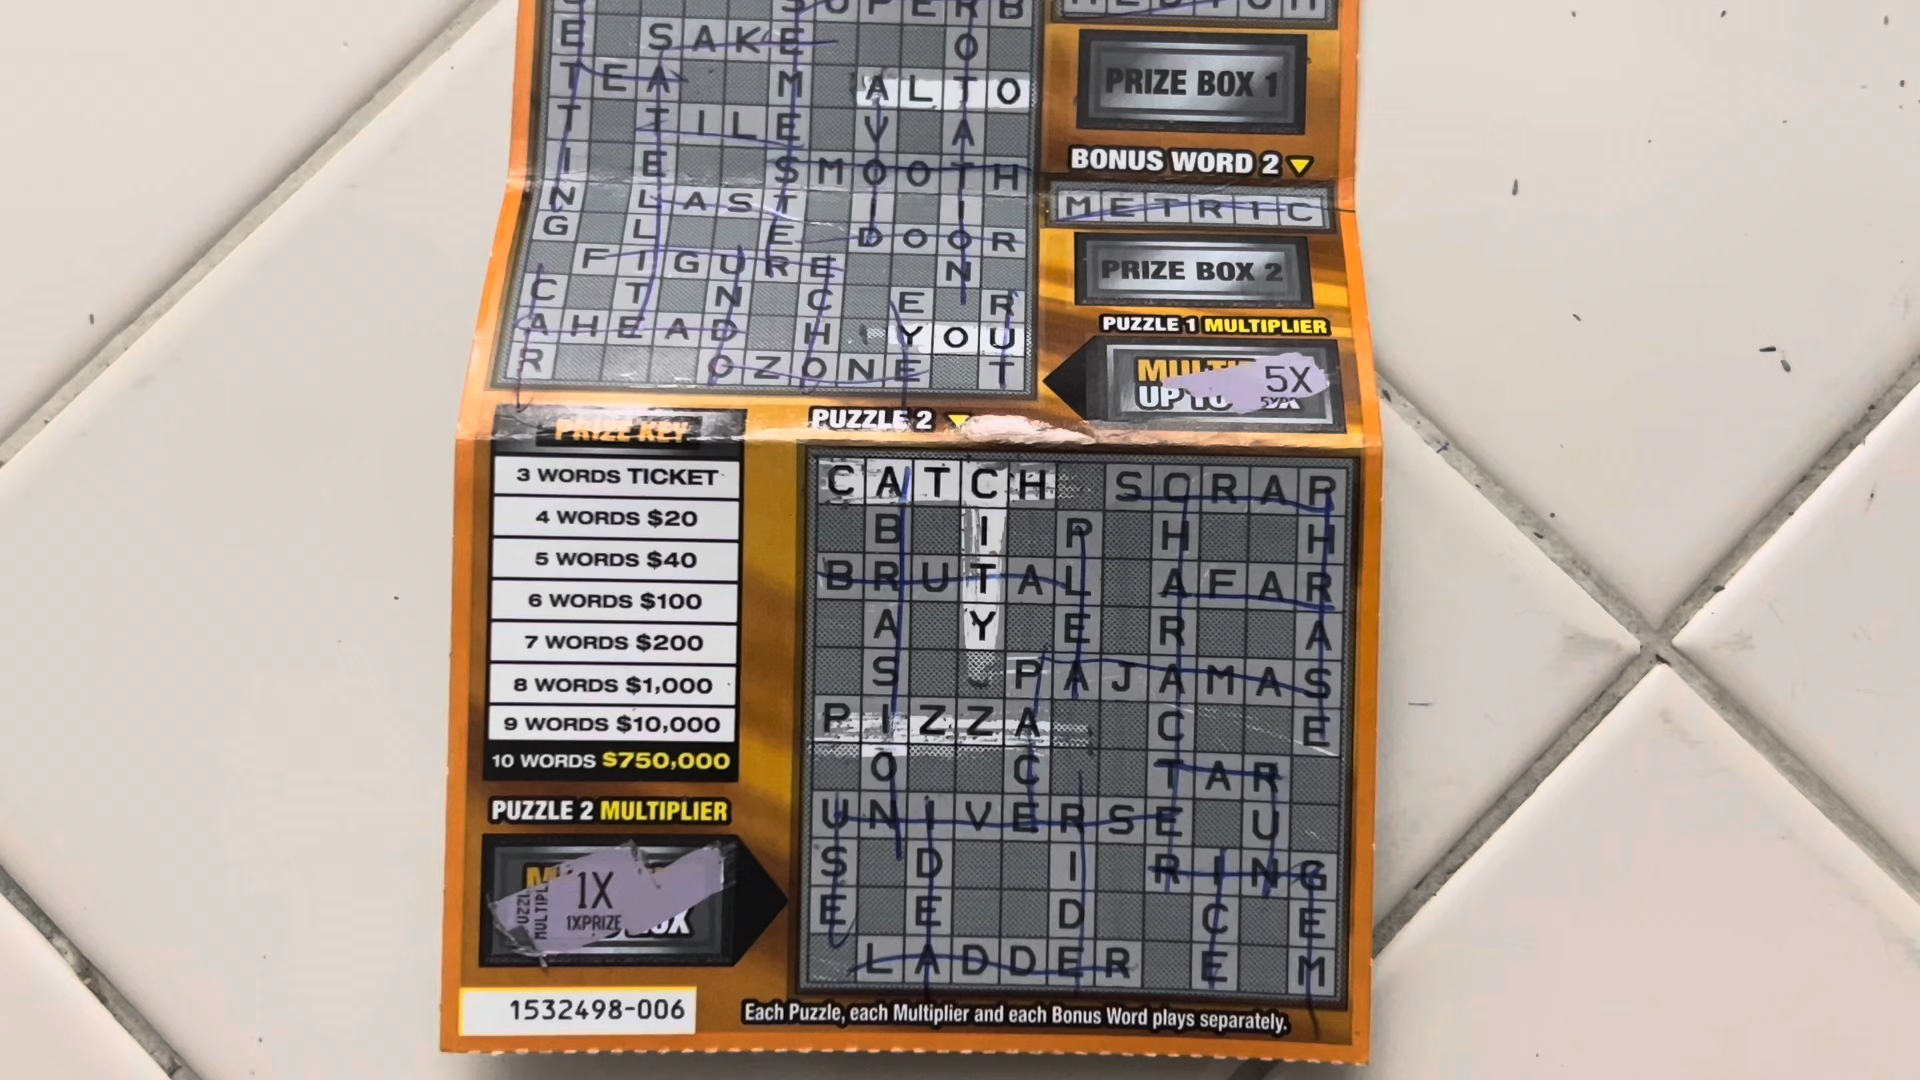 SUPERB
SAKE
TEA
ALTO
TILE
SMOOTH
LAST
DOOR
FIGURE
AHEAD
YOU
OZONE
PRIZE BOX 1
BONUS WORD 2
METRIC
PRIZE BOX 2
PUZZLE 1 MULTIPLIER
5X
PRIZE KEY
3 WORDS TICKET
4 WORDS $20
5 WORDS $40
6 WORDS $100
7 WORDS $200
8 WORDS $1,000
9 WORDS $10,000
10 WORDS $750,000
PUZZLE 2 MULTIPLIER
1X
1XPRIZE
1532498-006
PUZZLE 2
CATCH SCRAP
B I P H H
BRUTAL AFAR
A Y E R A
S PAJAMAS
PIZZA C E
O C TAR
UNIVERSE U
S D I RING
E E D C E
LADDER E M
Each Puzzle, each Multiplier and each Bonus Word plays separately.